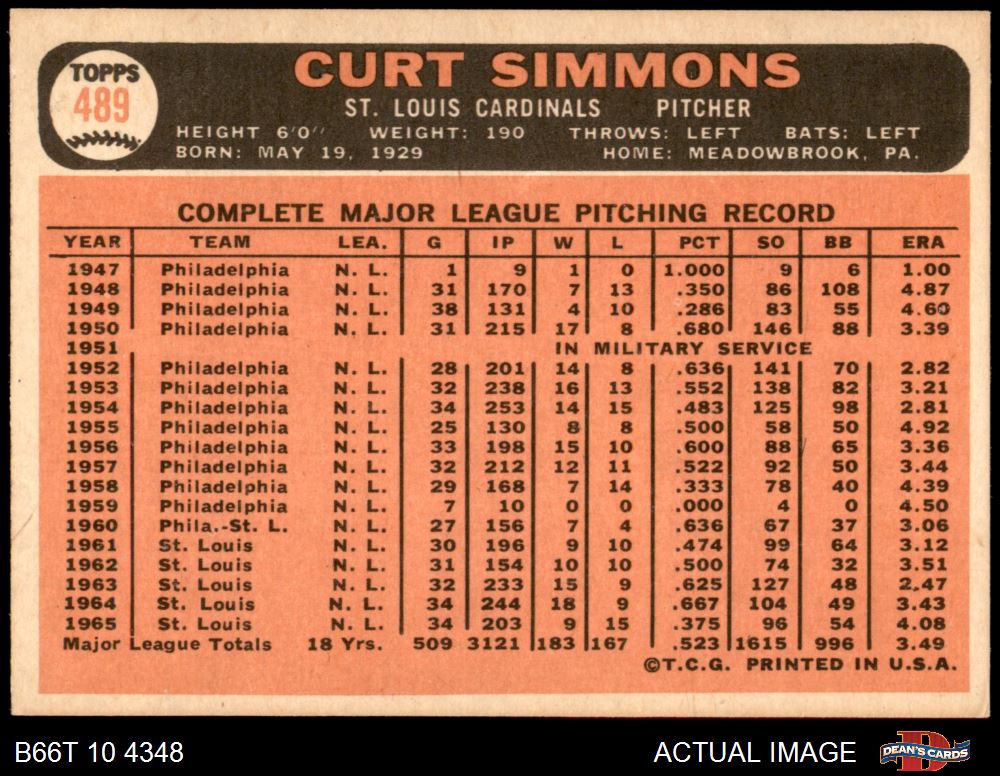 TOPPS
489
CURT SIMMONS
ST. LOUIS CARDINALS PITCHER
HEIGHT 6'0" WEIGHT: 190 THROWS: LEFT BATS: LEFT
BORN: MAY 19, 1929 HOME: MEADOWBROOK, PA.
COMPLETE MAJOR LEAGUE PITCHING RECORD
YEAR TEAM LEA. G IP W L PCT SO BB ERA
1947 Philadelphia N. L. 1 9 1 0 1.000 9 6 1.00
1948 Philadelphia N. L. 31 170 7 13 .350 86 108 4.87
1949 Philadelphia N. L. 38 131 4 10 .286 83 55 4.60
1950 Philadelphia N. L. 31 215 17 8 .680 146 88 3.39
1951 IN MILITARY SERVICE
1952 Philadelphia N. L. 28 201 14 8 .636 141 70 2.82
1953 Philadelphia N. L. 32 238 16 13 .552 138 82 3.21
1954 Philadelphia N. L. 34 253 14 15 .483 125 98 2.81
1955 Philadelphia N. L. 25 130 8 8 .500 58 50 4.92
1956 Philadelphia N. L. 33 198 15 10 .600 88 65 3.36
1957 Philadelphia N. L. 32 212 12 11 .522 92 50 3.44
1958 Philadelphia N. L. 29 168 7 14 .333 78 40 4.39
1959 Philadelphia N. L. 7 10 0 0 .000 4 0 4.50
1960 Phila.-St. L. N. L. 27 156 7 4 .636 67 37 3.06
1961 St. Louis N. L. 30 196 9 10 .474 99 64 3.12
1962 St. Louis N. L. 31 154 10 10 .500 74 32 3.51
1963 St. Louis N. L. 32 233 15 9 .625 127 48 2.47
1964 St. Louis N. L. 34 244 18 9 .667 104 49 3.43
1965 St. Louis N. L. 34 203 9 15 .375 96 54 4.08
Major League Totals 18 Yrs. 509 3121 183 167 .523 1615 996 3.49
©T.C.G. PRINTED IN U.S.A.
B66T 10 4348 ACTUAL IMAGE DEAN'S CARDS